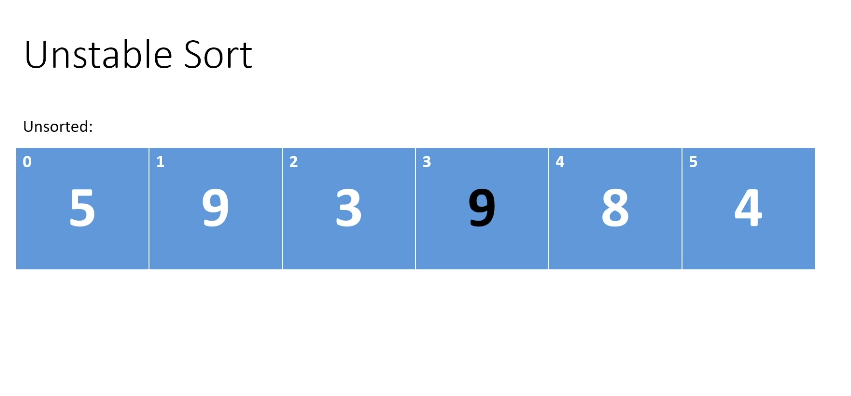 Unstable Sort
Unsorted:
0 1 2 3 4 5
5 9 3 9 8 4